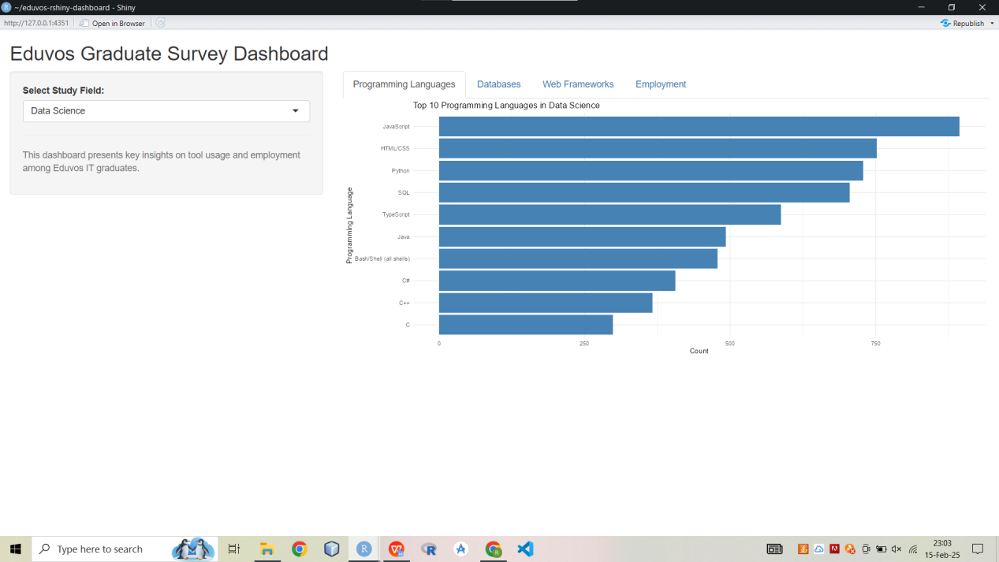 ~/eduvos-rshiny-dashboard - Shiny
http://127.0.0.1:4351 Open in Browser Republish
Eduvos Graduate Survey Dashboard
Select Study Field:
Data Science
This dashboard presents key insights on tool usage and employment
among Eduvos IT graduates.
Programming Languages Databases Web Frameworks Employment
Top 10 Programming Languages in Data Science
Programming Language
JavaScript
HTML/CSS
Python
SQL
TypeScript
Java
Bash/Shell (all shells)
C#
C++
C
0 250 500 750
Count
Type here to search
23:03
15-Feb-25